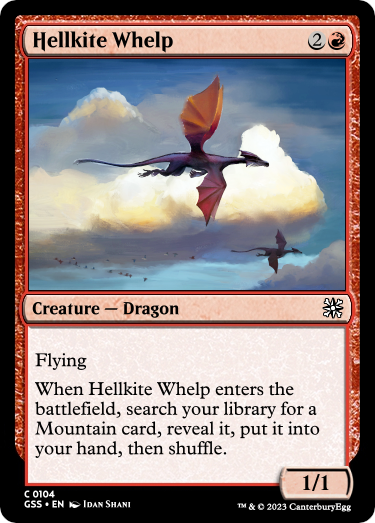 Hellkite Whelp 2
Creature — Dragon
Flying
When Hellkite Whelp enters the
battlefield, search your library for a
Mountain card, reveal it, put it into
your hand, then shuffle.
1/1
C 0104
GSS • EN Idan Shani
™ & © 2023 CanterburyEgg